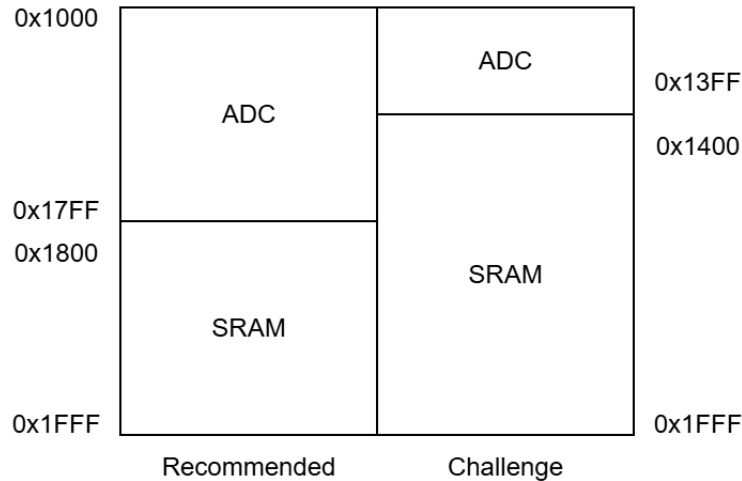 0x1000
ADC
ADC
0x13FF
0x1400
0x17FF
0x1800
SRAM
SRAM
0x1FFF
0x1FFF
Recommended
Challenge